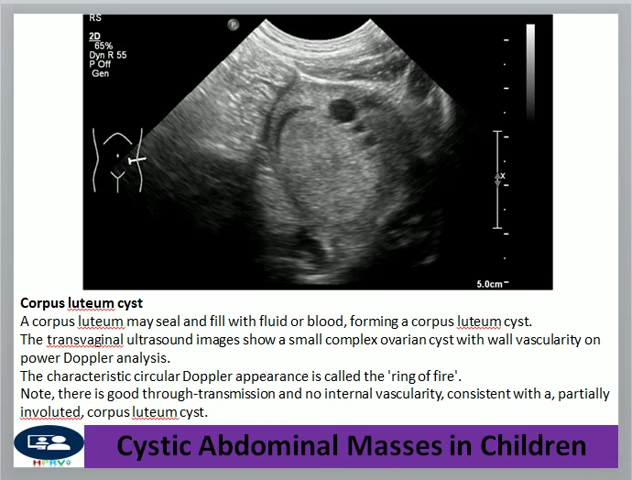 RS
2D
65%
Dyn R 55
P Off
Gen
P
x
5.0cm
Corpus luteum cyst
A corpus luteum may seal and fill with fluid or blood, forming a corpus luteum cyst.
The transvaginal ultrasound images show a small complex ovarian cyst with wall vascularity on
power Doppler analysis.
The characteristic circular Doppler appearance is called the 'ring of fire'.
Note, there is good through-transmission and no internal vascularity, consistent with a, partially
involuted, corpus luteum cyst.
Cystic Abdominal Masses in Children